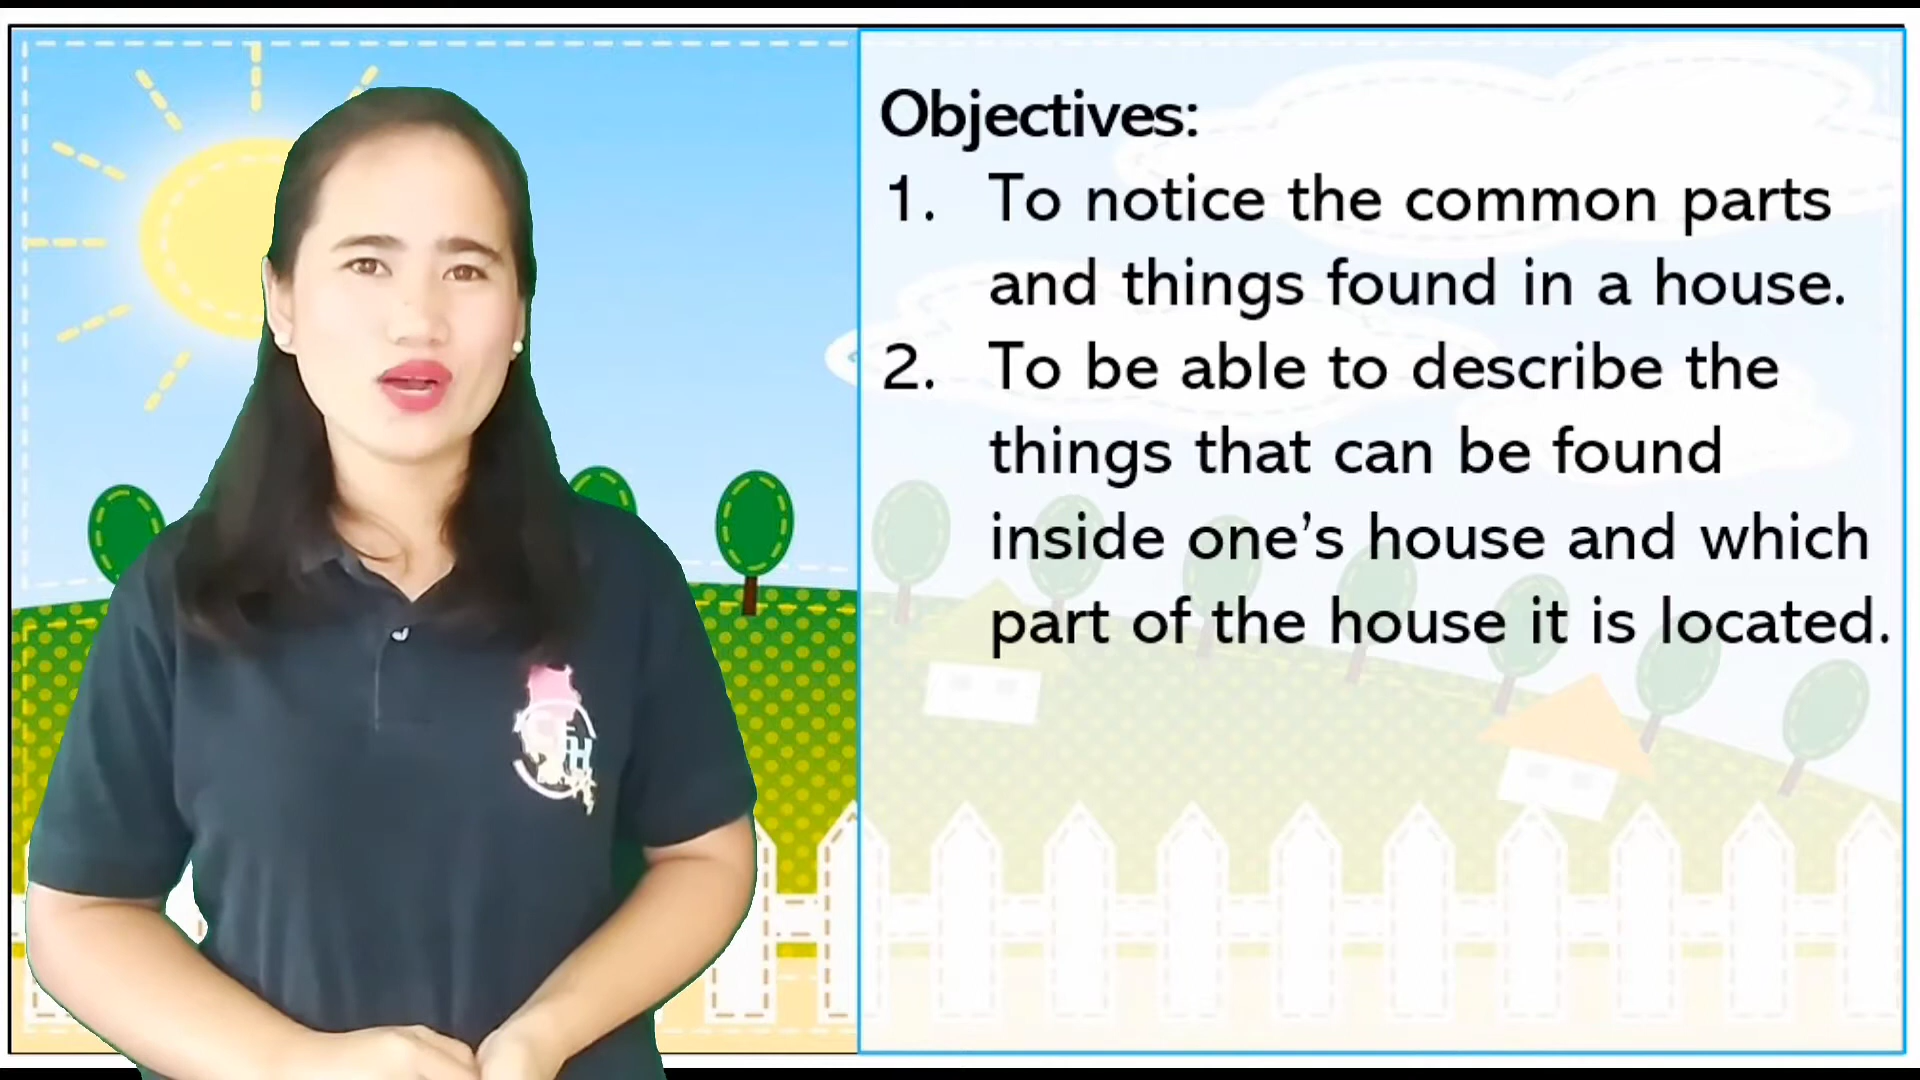 Objectives:
1. To notice the common parts
and things found in a house.
2. To be able to describe the
things that can be found
inside one's house and which
part of the house it is located.